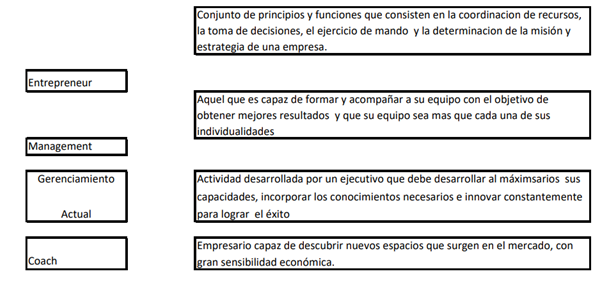 Conjunto de principios y funciones que consisten en la coordinacion de recursos,
la toma de decisiones, el ejercicio de mando y la determinacion de la misión y
estrategia de una empresa.
Entrepreneur
Aquel que es capaz de formar y acompañar a su equipo con el objetivo de
obtener mejores resultados y que su equipo sea mas que cada una de sus
individualidades
Management
Gerenciamiento
Actual
Actividad desarrollada por un ejecutivo que debe desarrollar al máximsarios sus
capacidades, incorporar los conocimientos necesarios e innovar constantemente
para lograr el éxito
Coach
Empresario capaz de descubrir nuevos espacios que surgen en el mercado, con
gran sensibilidad económica.